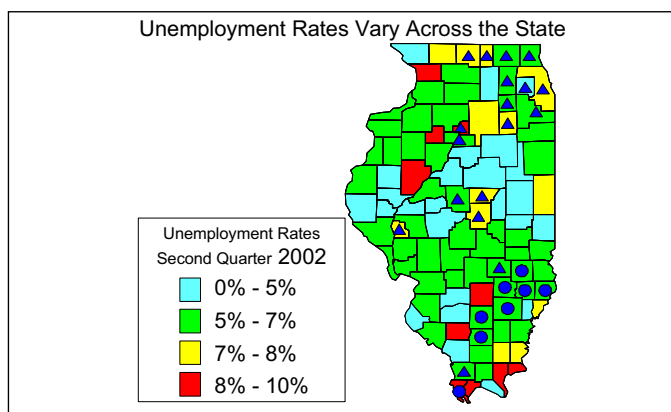 Unemployment Rates Vary Across the State
Unemployment Rates
Second Quarter 2002
0% - 5%
5% - 7%
7% - 8%
8% - 10%